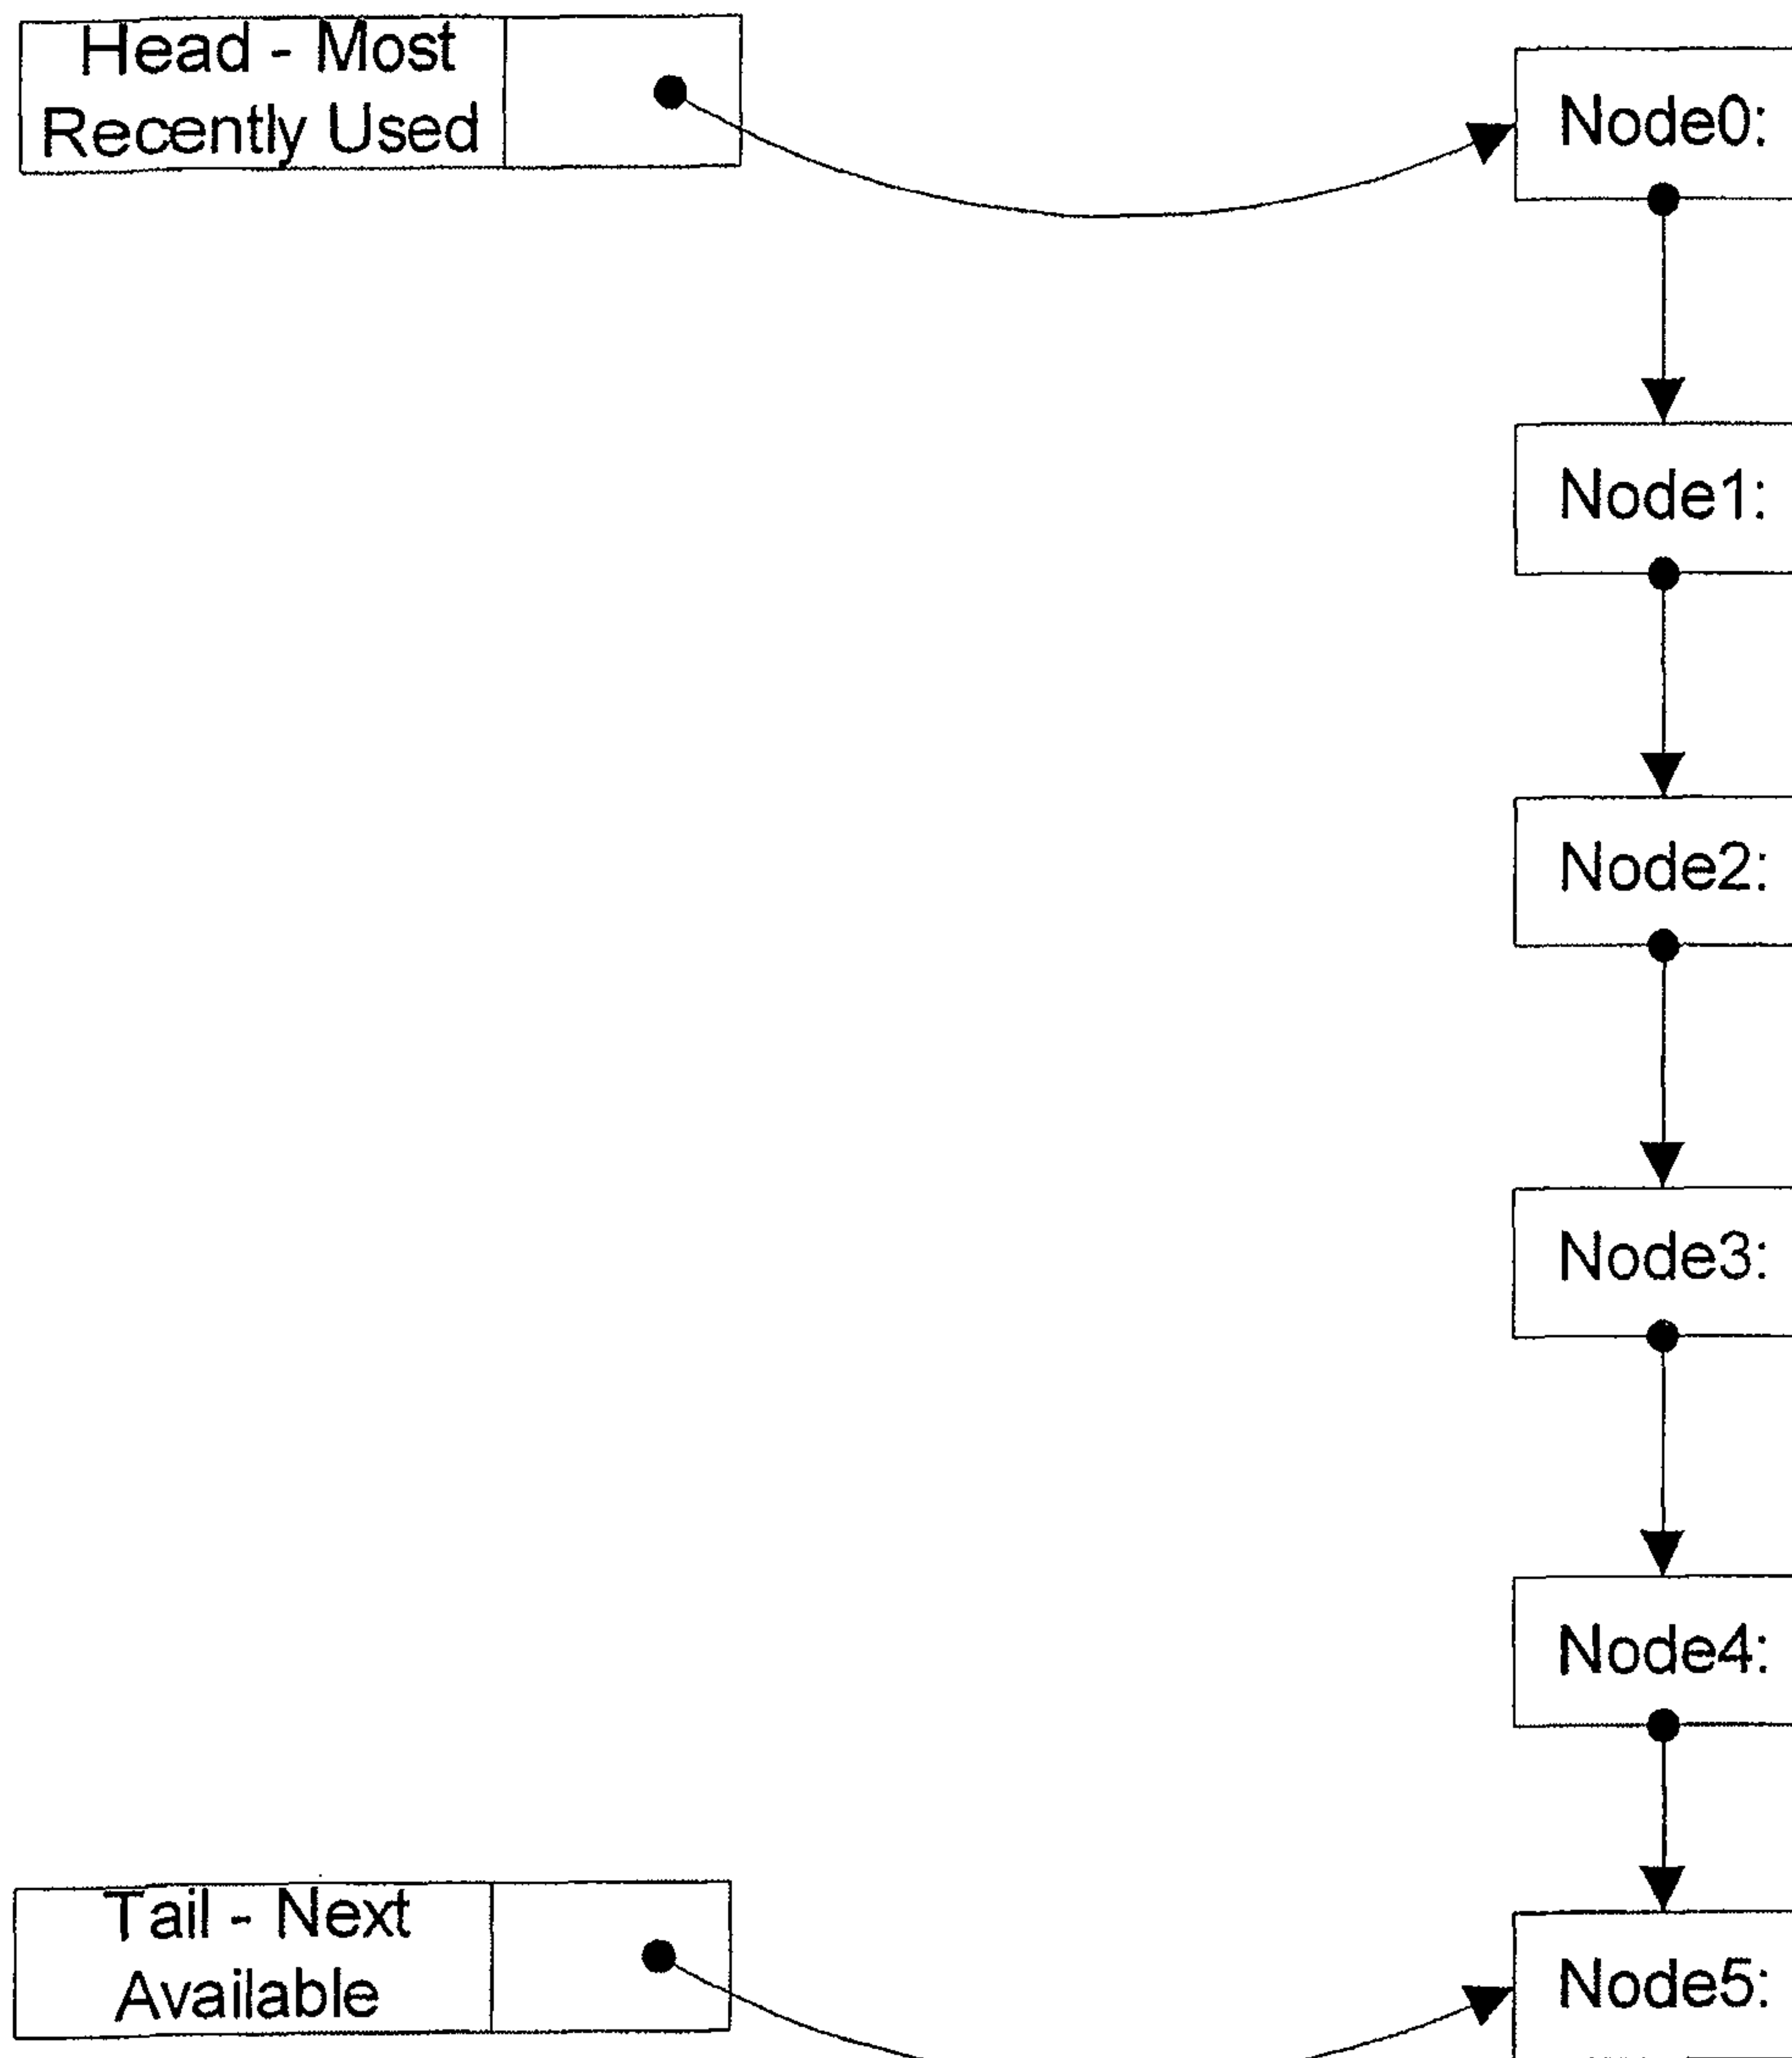 Head - Most
Recently Used
Node0:
Node1:
Node2:
Node3:
Node4:
Tail - Next
Available
Node5: